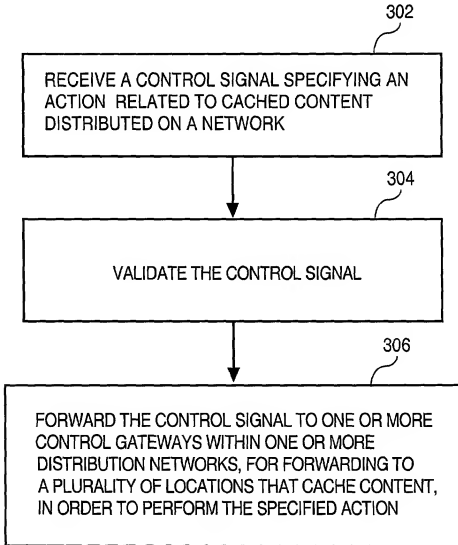 302
RECEIVE A CONTROL SIGNAL SPECIFYING AN
ACTION RELATED TO CACHED CONTENT
DISTRIBUTED ON A NETWORK
304
VALIDATE THE CONTROL SIGNAL
306
FORWARD THE CONTROL SIGNAL TO ONE OR MORE
CONTROL GATEWAYS WITHIN ONE OR MORE
DISTRIBUTION NETWORKS, FOR FORWARDING TO
A PLURALITY OF LOCATIONS THAT CACHE CONTENT,
IN ORDER TO PERFORM THE SPECIFIED ACTION